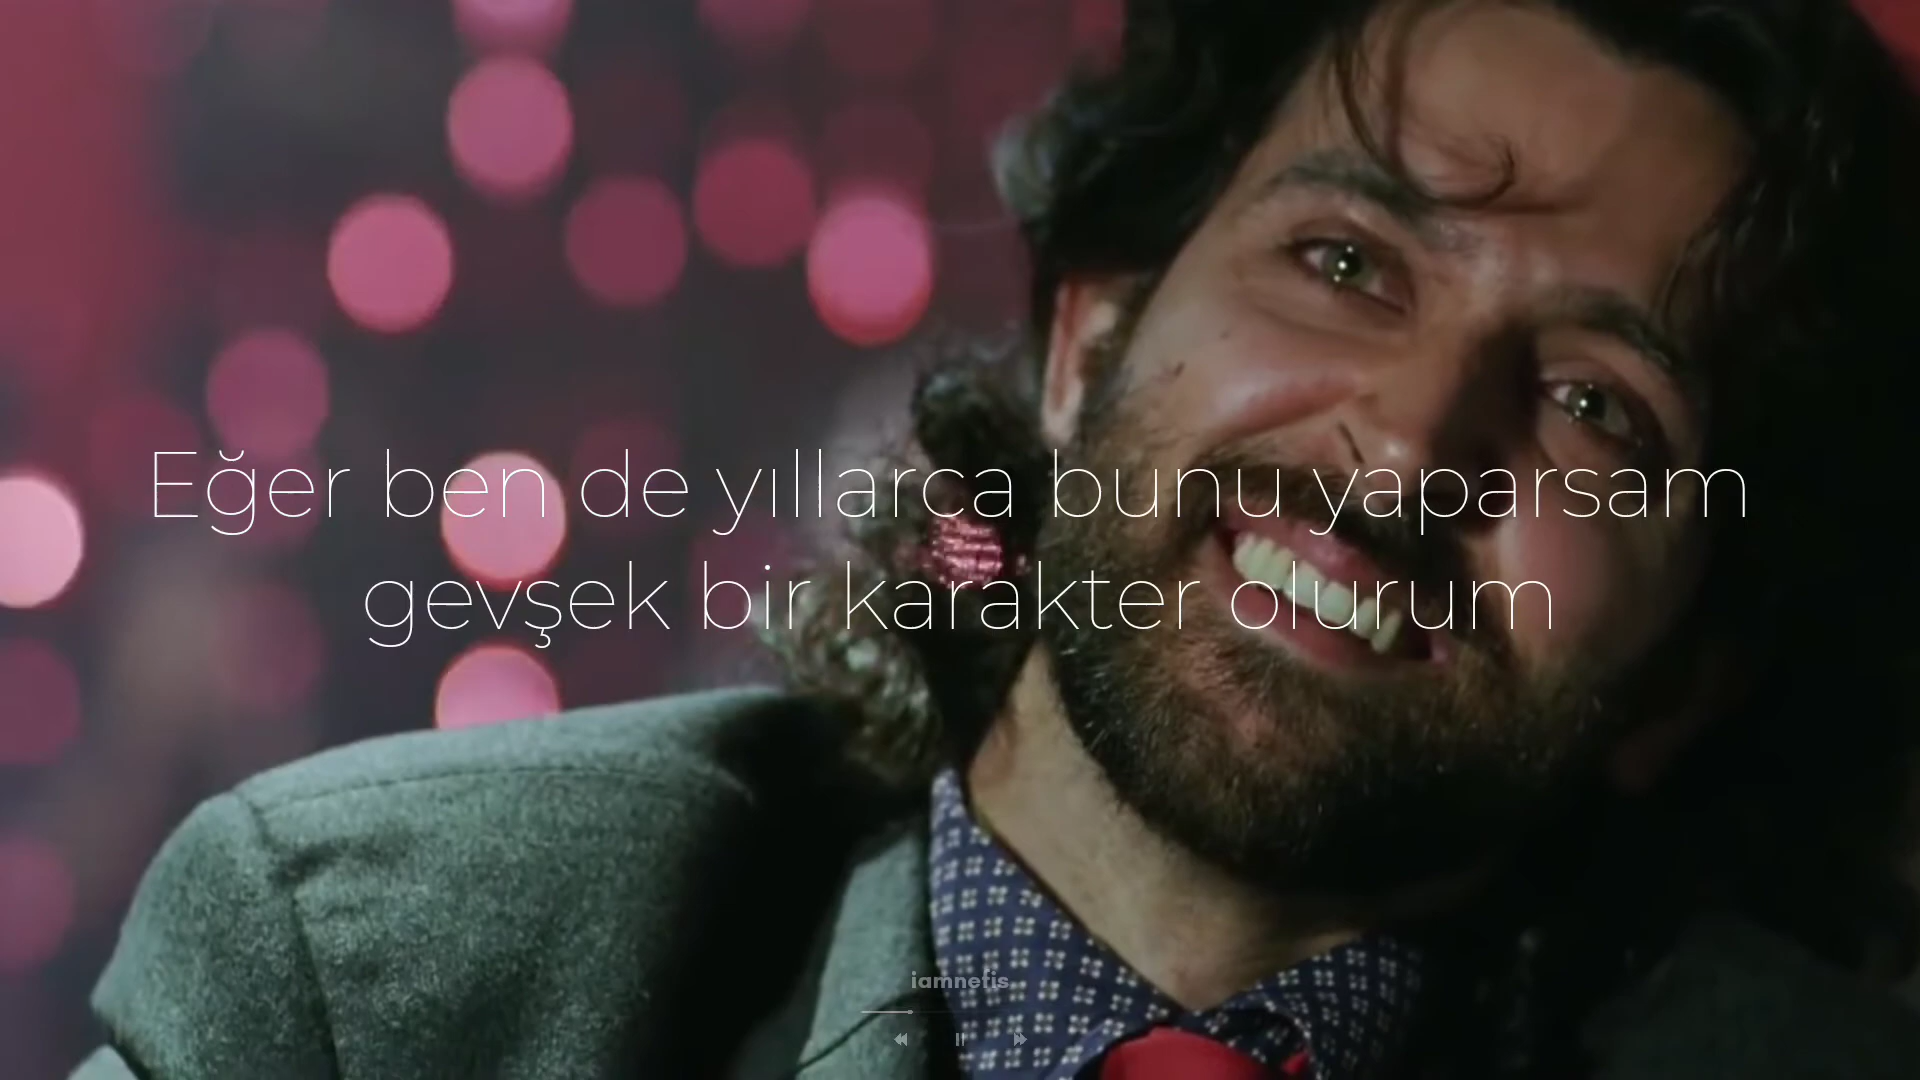 Eğer ben de yıllarca bunu yaparsam
gevşek bir karakter olurum
iamnefis